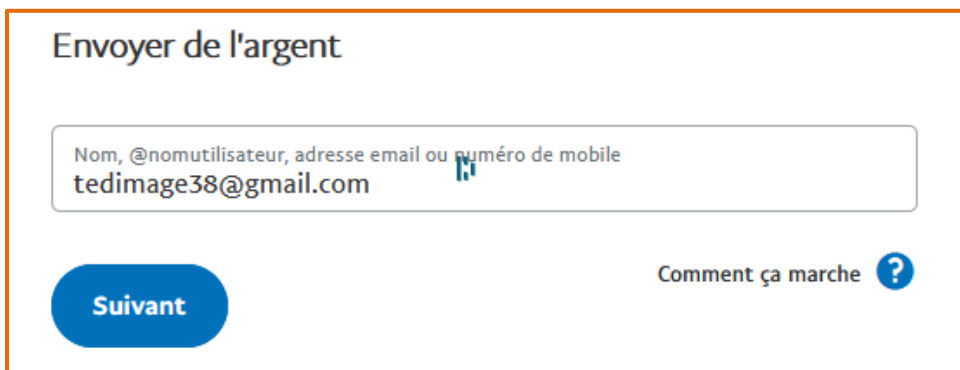 Envoyer de l'argent
Nom, @nomutilisateur, adresse email ou numéro de mobile
tedimage38@gmail.com
Comment ça marche ?
Suivant